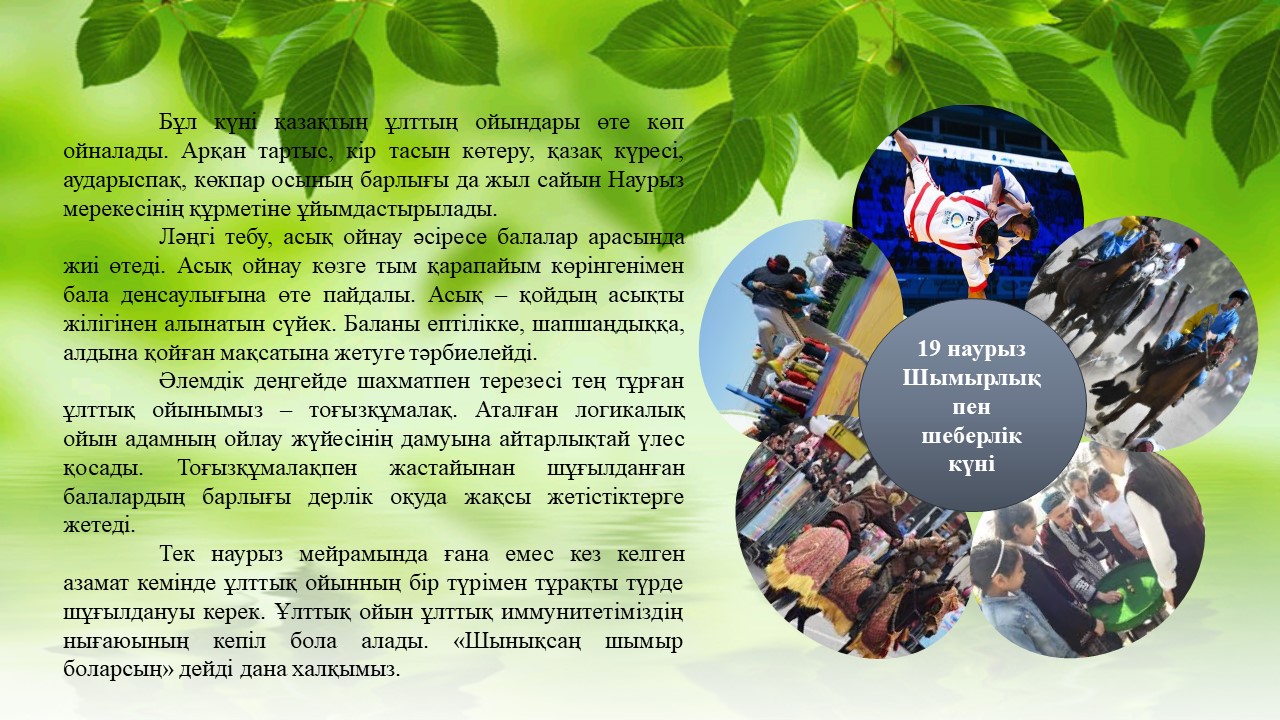 Бұл күні қазақтың ұлттың ойындары өте көп
ойналады. Арқан тартыс, кір тасын көтеру, қазақ күресі,
аударыспақ, көкпар осының барлығы да жыл сайын Наурыз
мерекесінің құрметіне ұйымдастырылады.
Ләңгі тебу, асық ойнау әсіресе балалар арасында
жиі өтеді. Асық ойнау көзге тым қарапайым көрінгенімен
бала денсаулығына өте пайдалы. Асық – қойдың асықты
жілігінен алынатын сүйек. Баланы ептілікке, шапшаңдыққа,
алдына қойған мақсатына жетуге тәрбиелейді.
Әлемдік деңгейде шахматпен терезесі тең тұрған
ұлттық ойынымыз – тоғызқұмалақ. Аталған логикалық
ойын адамның ойлау жүйесінің дамуына айтарлықтай үлес
қосады. Тоғызқұмалақпен жастайынан шұғылданған
балалардың барлығы дерлік оқуда жақсы жетістіктерге
жетеді.
Тек наурыз мейрамында ғана емес кез келген
азамат кемінде ұлттық ойынның бір түрімен тұрақты түрде
шұғылдануы керек. Ұлттық ойын ұлттық иммунитетіміздің
нығаюының кепіл бола алады. «Шынықсаң шымыр
боларсың» дейді дана халқымыз.
19 наурыз
Шымырлық
пен
шеберлік
күні